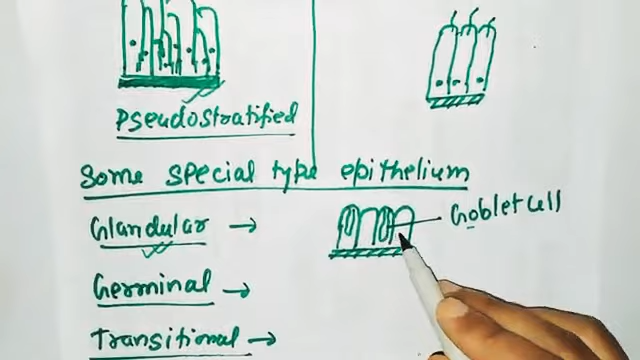 Pseudostratified
Some special type epithelium
Glandular →
Goblet cell
Germinal →
Transitional →